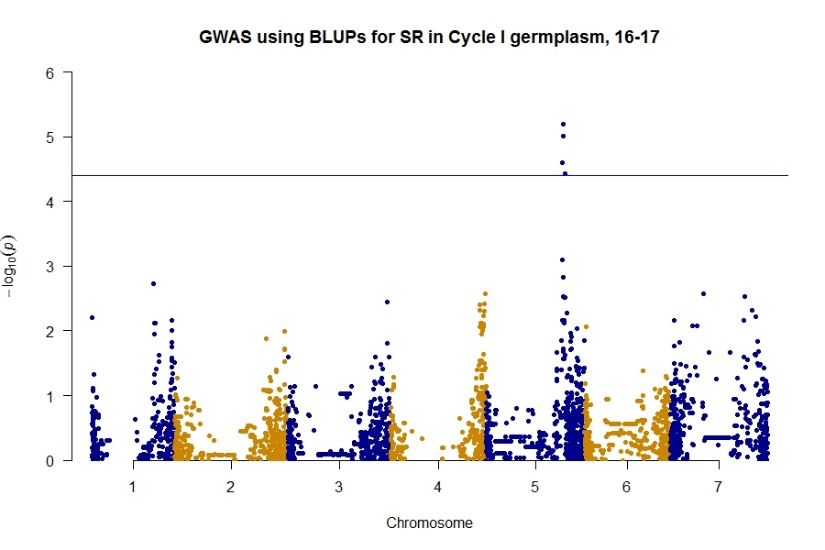 GWAS using BLUPs for SR in Cycle I germplasm, 16-17
6
5
4
3
2
1
0
−log10(p)
1 2 3 4 5 6 7
Chromosome